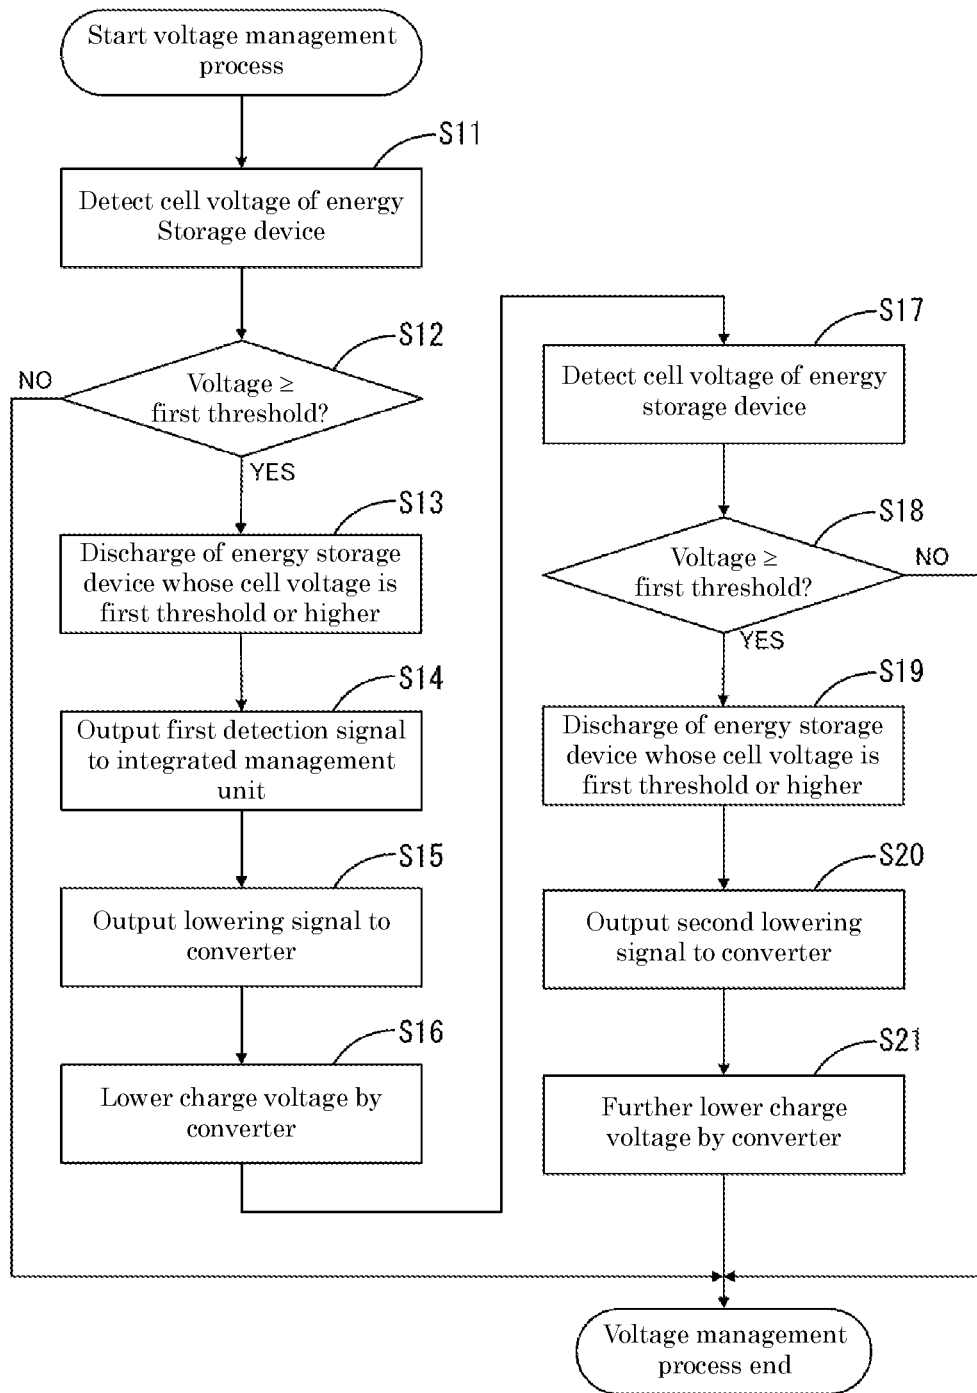 Start voltage management
process
S11
Detect cell voltage of energy
Storage device
S12
Voltage ≥
first threshold?
NO
YES
S13
Discharge of energy storage
device whose cell voltage is
first threshold or higher
S14
Output first detection signal
to integrated management
unit
S15
Output lowering signal to
converter
S16
Lower charge voltage by
converter
S17
Detect cell voltage of energy
storage device
S18
Voltage ≥
first threshold?
NO
YES
S19
Discharge of energy storage
device whose cell voltage is
first threshold or higher
S20
Output second lowering
signal to converter
S21
Further lower charge
voltage by converter
Voltage management
process end